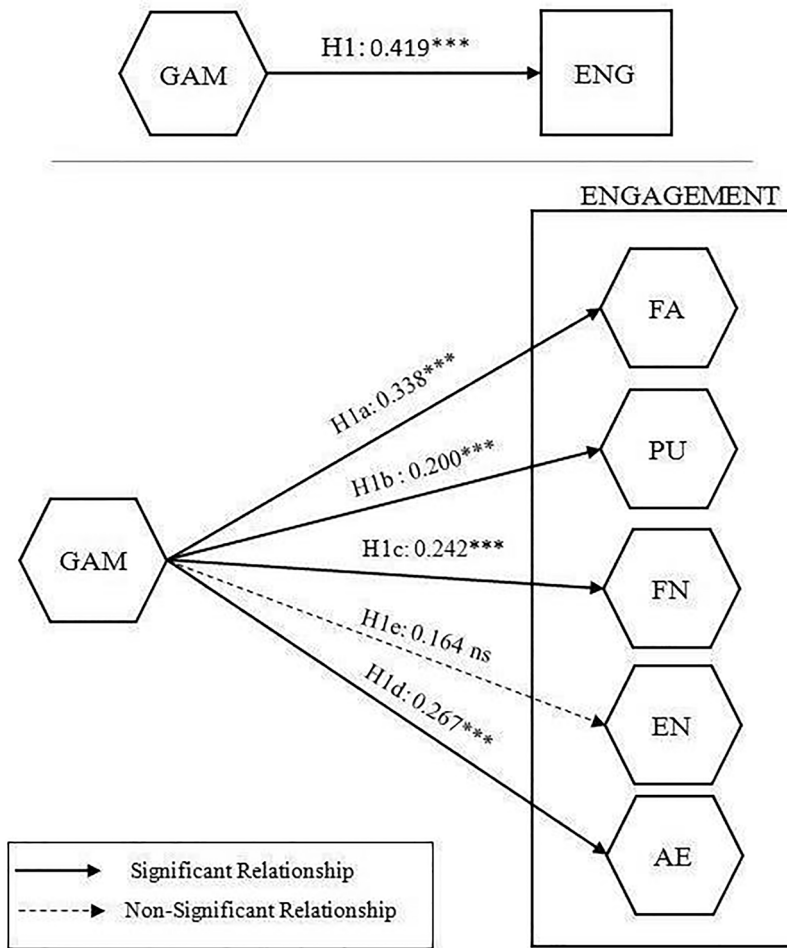 H1: 0.419***
GAM
ENG
ENGAGEMENT
FA
H1a: 0.338***
PU
H1b : 0.200***
GAM
H1c: 0.242***
FN
H1e: 0.164 ns
EN
H1d: 0.267***
AE
Significant Relationship
Non-Significant Relationship